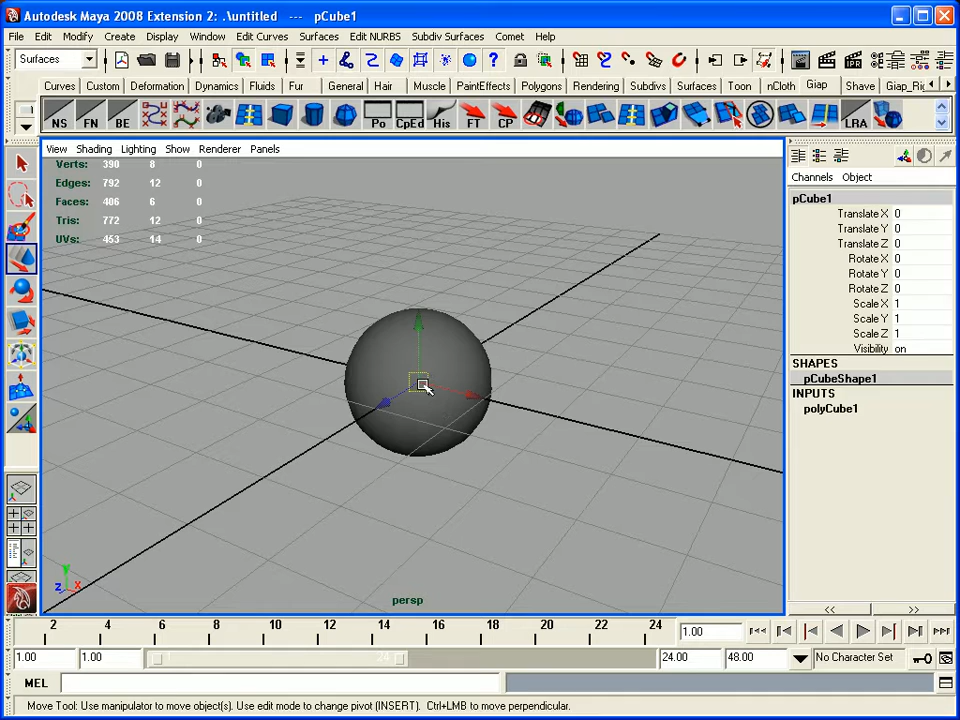 Autodesk Maya 2008 Extension 2: .\untitled --- pCube1
File Edit Modify Create Display Window Edit Curves Surfaces Edit NURBS Subdiv Surfaces Comet Help
Surfaces
Curves Custom Deformation Dynamics Fluids Fur General Hair Muscle PaintEffects Polygons Rendering Subdivs Surfaces Toon nCloth Giap Shave Giap_Ri
NS FN BE Po CpEd His FT CP LRA
View Shading Lighting Show Renderer Panels
Verts: 390 8 0
Edges: 792 12 0
Faces: 406 6 0
Tris: 772 12 0
UVs: 453 14 0
y
z x
persp
Channels Object
pCube1
Translate X 0
Translate Y 0
Translate Z 0
Rotate X 0
Rotate Y 0
Rotate Z 0
Scale X 1
Scale Y 1
Scale Z 1
Visibility on
SHAPES
pCubeShape1
INPUTS
polyCube1
<< >>
2 4 6 8 10 12 14 16 18 20 22 24 1.00
1.00 1.00 24 24.00 48.00 No Character Set
MEL
Move Tool: Use manipulator to move object(s). Use edit mode to change pivot (INSERT). Ctrl+LMB to move perpendicular.